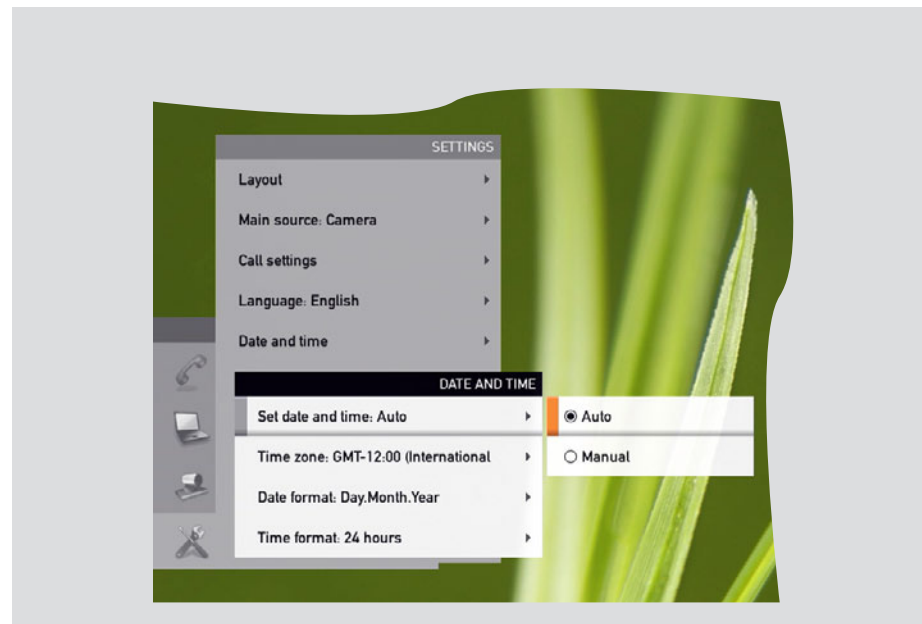 SETTINGS
Layout
Main source: Camera
Call settings
Language: English
Date and time
DATE AND TIME
Set date and time: Auto
Auto
Time zone: GMT-12:00 (International
Manual
Date format: Day.Month.Year
Time format: 24 hours